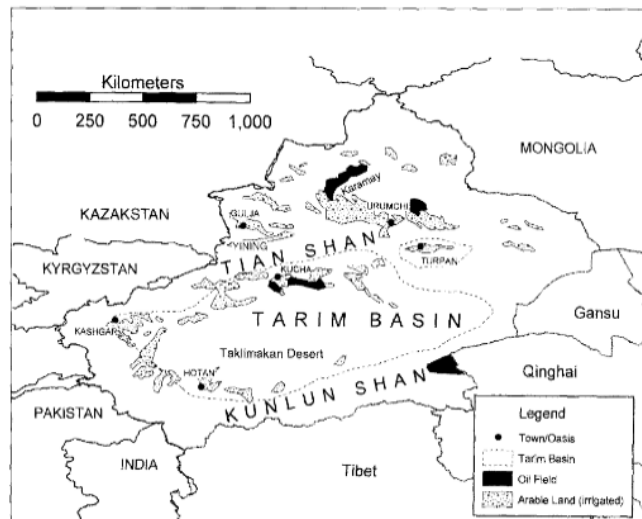 Kilometers
0 250 500 750 1,000
MONGOLIA
Karamay
URUMCHI
KAZAKSTAN
GULJA
YINING
TIAN SHAN
TURPAN
KYRGYZSTAN
KUCHA
Gansu
KASHGAR
TARIM BASIN
Taklimakan Desert
HOTAN
Qinghai
KUNLUN SHAN
PAKISTAN
INDIA
Tibet
Legend
Town/Oasis
Tarim Basin
Oil Field
Arable Land (irrigated)